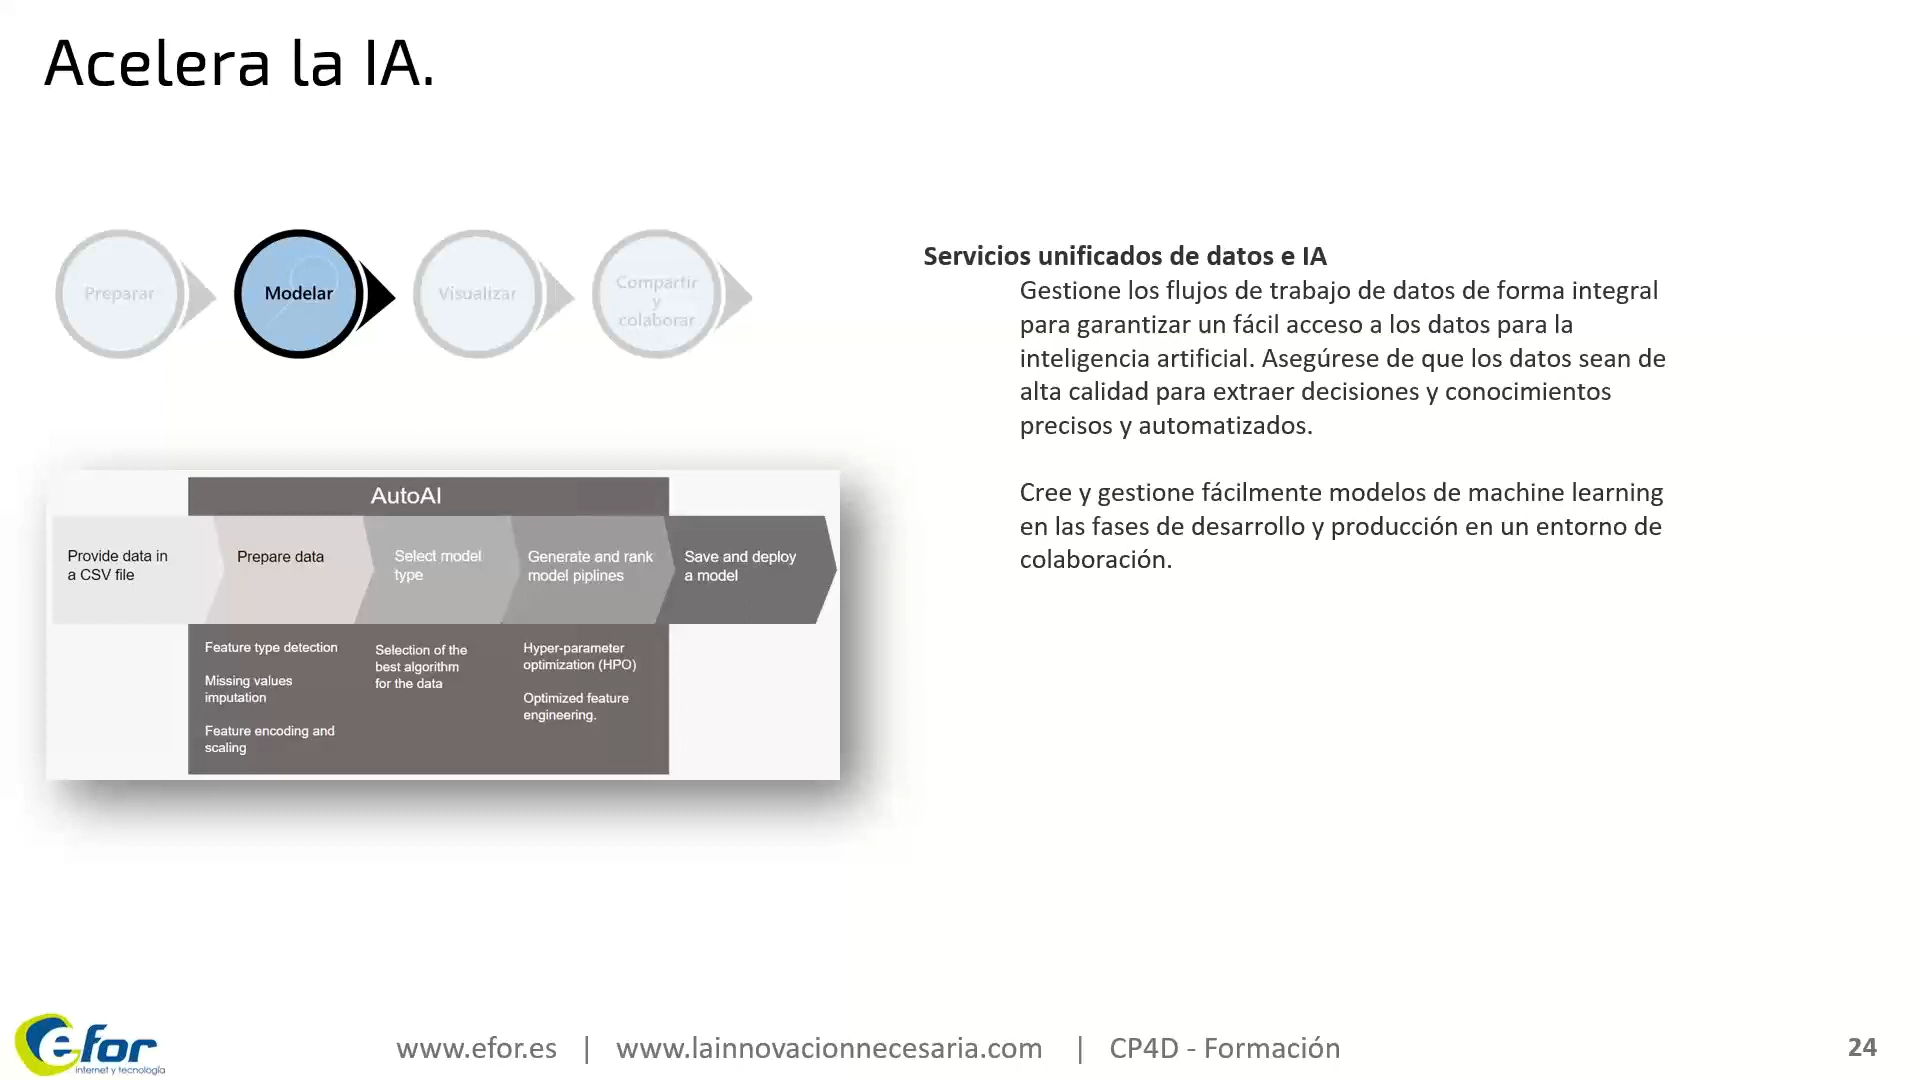 Acelera la IA.
Preparar
Modelar
Visualizar
Compartir
y
colaborar
Servicios unificados de datos e IA
Gestione los flujos de trabajo de datos de forma integral
para garantizar un fácil acceso a los datos para la
inteligencia artificial. Asegúrese de que los datos sean de
alta calidad para extraer decisiones y conocimientos
precisos y automatizados.
Cree y gestione fácilmente modelos de machine learning
en las fases de desarrollo y producción en un entorno de
colaboración.
AutoAI
Provide data in
a CSV file
Prepare data
Select model
type
Generate and rank
model piplines
Save and deploy
a model
Feature type detection
Missing values
imputation
Feature encoding and
scaling
Selection of the
best algorithm
for the data
Hyper-parameter
optimization (HPO)
Optimized feature
engineering.
efor
internet y tecnología
www.efor.es | www.lainnovacionnecesaria.com | CP4D - Formación
24